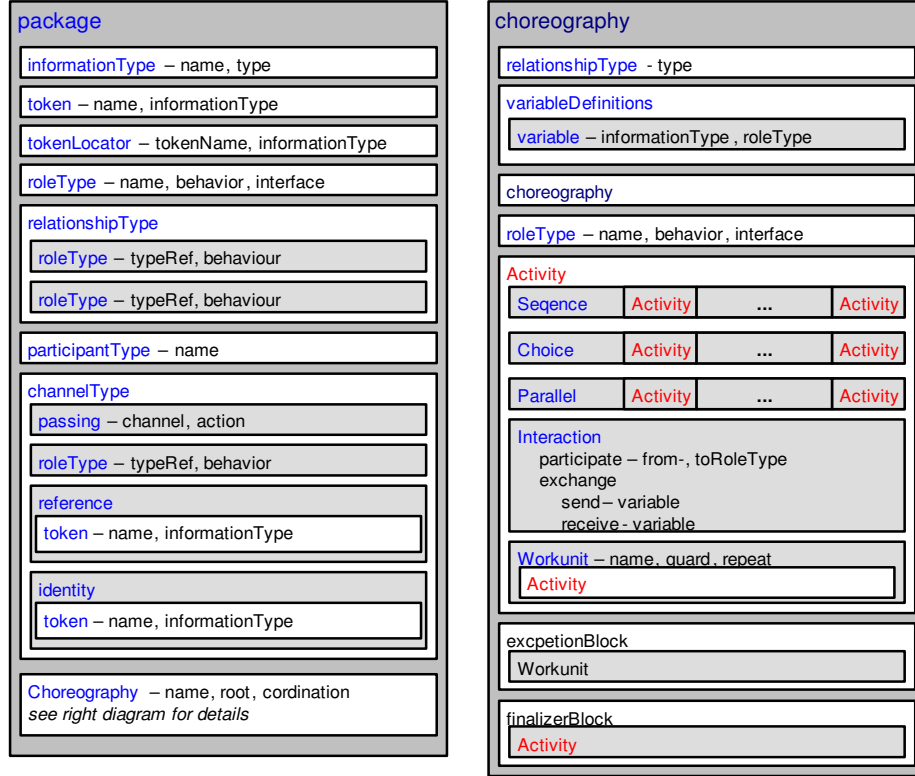 package
informationType – name, type
token – name, informationType
tokenLocator – tokenName, informationType
roleType – name, behavior, interface
relationshipType
roleType – typeRef, behaviour
roleType – typeRef, behaviour
participantType – name
channelType
passing – channel, action
roleType – typeRef, behavior
reference
token – name, informationType
identity
token – name, informationType
Choreography – name, root, cordination
see right diagram for details
choreography
relationshipType - type
variableDefinitions
variable – informationType , roleType
choreography
roleType – name, behavior, interface
Activity
Seqence Activity ... Activity
Choice Activity ... Activity
Parallel Activity ... Activity
Interaction
participate – from-, toRoleType
exchange
send – variable
receive - variable
Workunit – name, guard, repeat
Activity
excpetionBlock
Workunit
finalizerBlock
Activity